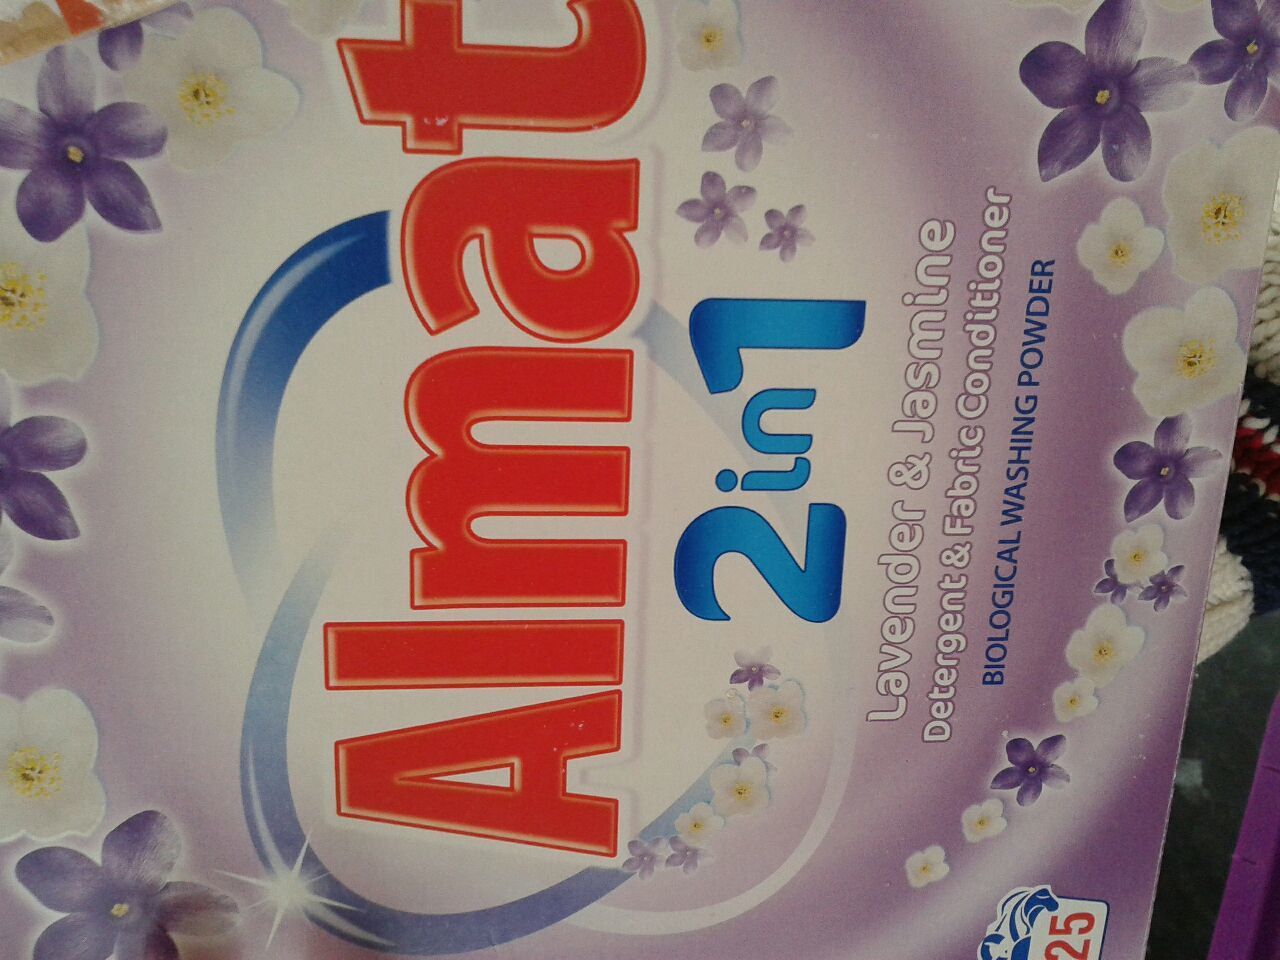 Almat
2in1
Lavender & Jasmine
Detergent & Fabric Conditioner
BIOLOGICAL WASHING POWDER
25